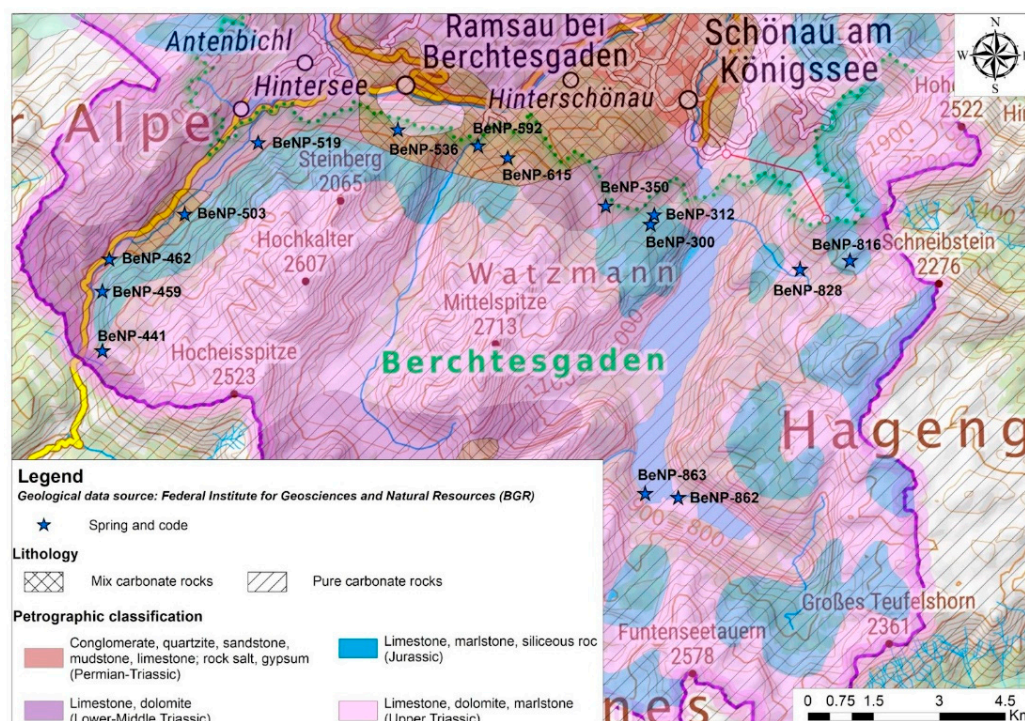 Antenbichl
Ramsau bei
Berchtesgaden
Schönau am
Königssee
N
W
S
Hintersee
Hinterschönau
Alpe
2522
1900
BeNP-519
BeNP-536
BeNP-592
BeNP-615
Steinberg
2065
BeNP-350
BeNP-312
BeNP-300
BeNP-503
BeNP-816
Schneibstein
2276
BeNP-828
Hochkalter
2607
BeNP-462
BeNP-459
Watzmann
Mittelspitze
2713
BeNP-441
Hocheisspitze
2523
Berchtesgaden
Hageng
BeNP-863
BeNP-862
800
Großes Teufelshorn
2361
Funtenseetauern
2578
nes
Legend
Geological data source: Federal Institute for Geosciences and Natural Resources (BGR)
Spring and code
Lithology
Mix carbonate rocks
Pure carbonate rocks
Petrographic classification
Conglomerate, quartzite, sandstone,
mudstone, limestone; rock salt, gypsum
(Permian-Triassic)
Limestone, marlstone, siliceous roc
(Jurassic)
Limestone, dolomite
(Lower-Middle Triassic)
Limestone, dolomite, marlstone
(Upper Triassic)
0 0.75 1.5 3 4.5